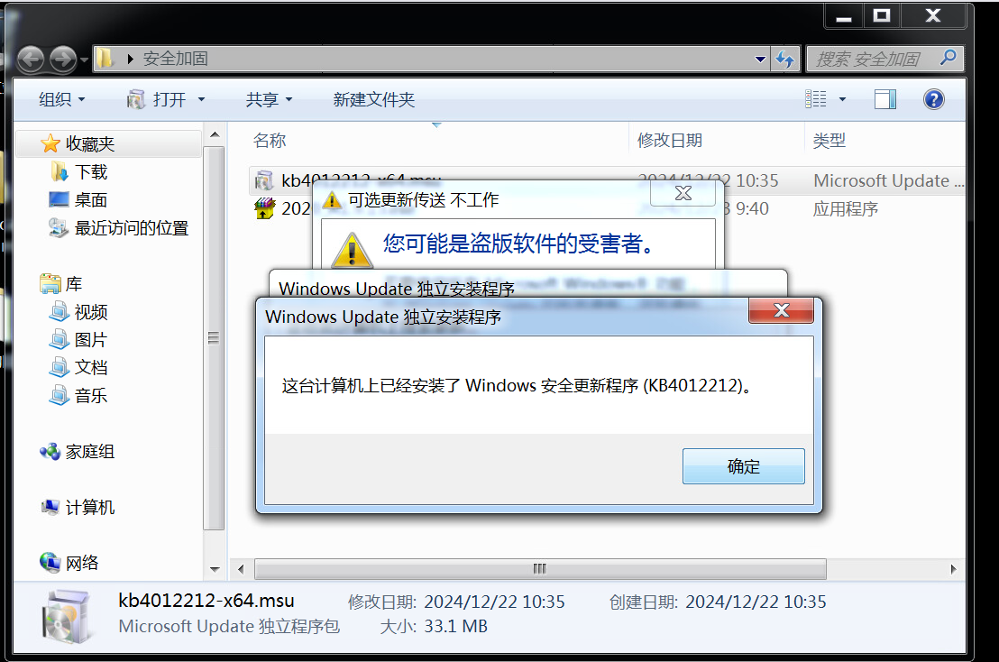 安全加固
搜索 安全加固
组织
打开
共享
新建文件夹
名称
修改日期
类型
收藏夹
下载
桌面
最近访问的位置
库
视频
图片
文档
音乐
家庭组
计算机
网络
kb4012212-x64.msu
2024/12/22 10:35
Microsoft Update ...
202
3 9:40
应用程序
可选更新传送 不工作
您可能是盗版软件的受害者。
Windows Update 独立安装程序
Windows Update 独立安装程序
这台计算机上已经安装了 Windows 安全更新程序 (KB4012212)。
确定
kb4012212-x64.msu
修改日期: 2024/12/22 10:35
创建日期: 2024/12/22 10:35
Microsoft Update 独立程序包
大小: 33.1 MB